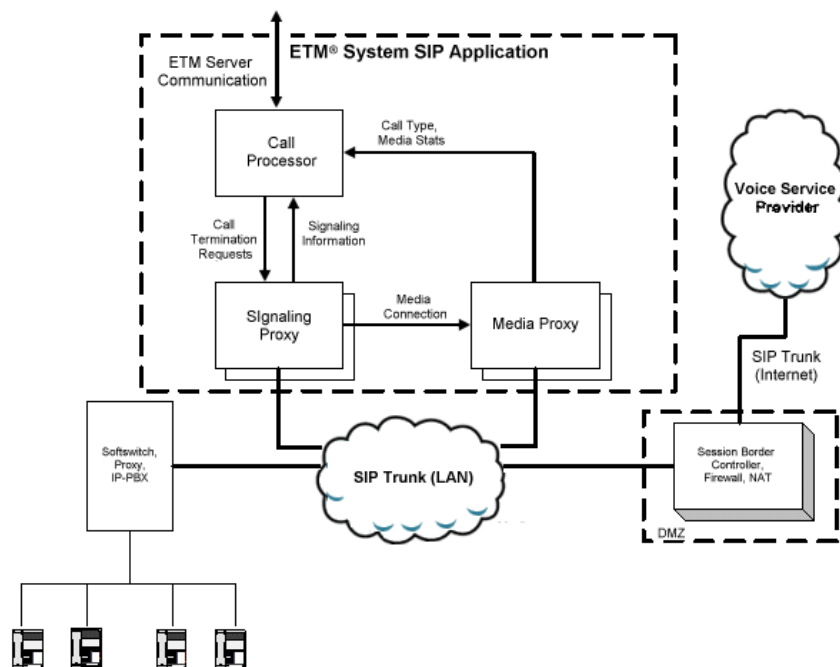 ETM® System SIP Application
ETM Server
Communication
Call
Processor
Call Type,
Media Stats
Call
Termination
Requests
Signaling
Information
SIgnaling
Proxy
Media
Connection
Media Proxy
Voice Service
Provider
SIP Trunk
(Internet)
Softswitch,
Proxy,
IP-PBX
SIP Trunk (LAN)
Session Border
Controller,
Firewall, NAT
DMZ